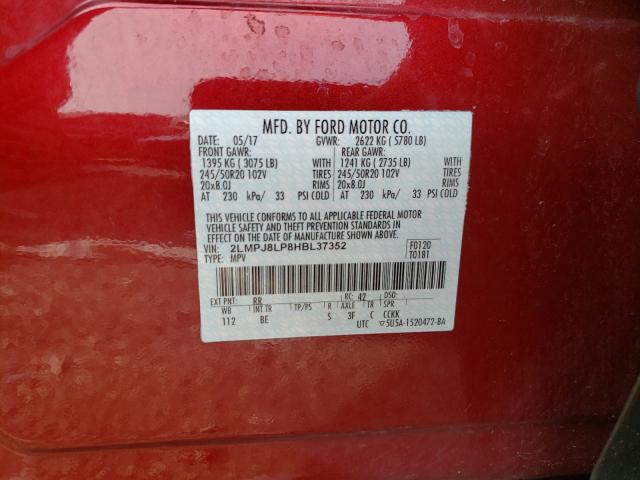 MFD. BY FORD MOTOR CO.
DATE: 05/17 GVWR: 2622 KG ( 5780 LB)
FRONT GAWR: REAR GAWR:
1395 KG ( 3075 LB) WITH 1241 KG ( 2735 LB) WITH
245/50R20 102V TIRES 245/50R20 102V TIRES
20x8.0J RIMS 20x8.0J RIMS
AT 230 kPa/ 33 PSI COLD AT 230 kPa/ 33 PSI COLD
THIS VEHICLE CONFORMS TO ALL APPLICABLE FEDERAL MOTOR
VEHICLE SAFETY AND THEFT PREVENTION STANDARDS IN
EFFECT ON THE DATE OF MANUFACTURE SHOWN ABOVE.
VIN: 2LMPJ8LP8HBL37352 F0120
TYPE: MPV T0181
EXT PNT: RR RC: 42 DSO:
WB INT TR TP/PS R AXLE TR SPR
112 BE S 3F C CCKK
UTC ▽5U5A-1520472-BA